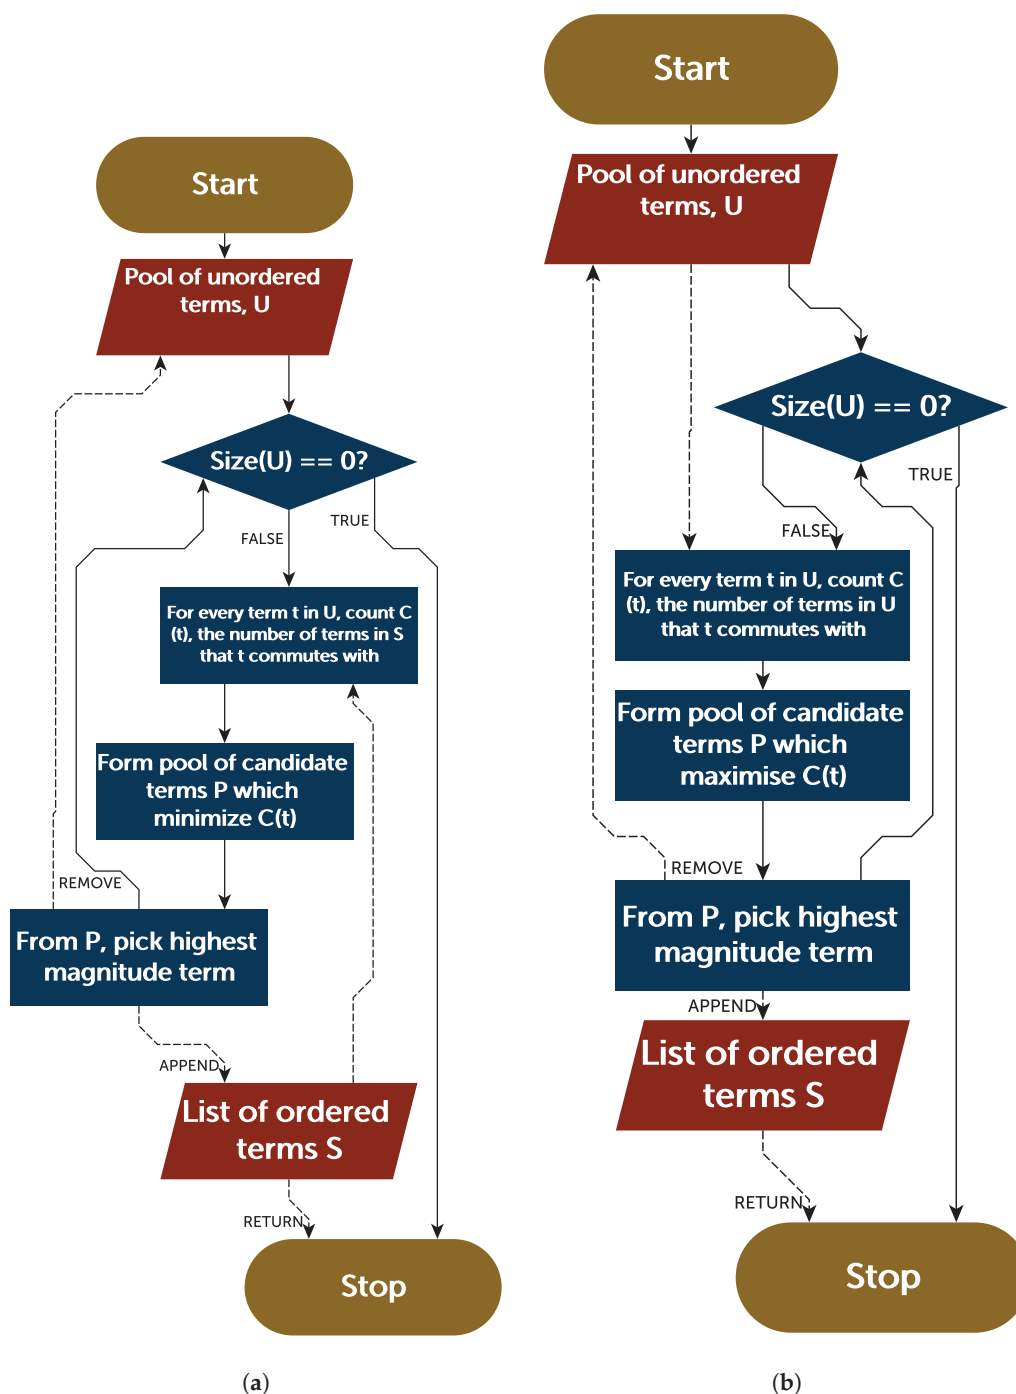 Start
Pool of unordered
terms, U
Size(U) == 0?
TRUE
FALSE
For every term t in U, count C
(t), the number of terms in S
that t commutes with
Form pool of candidate
terms P which
minimize C(t)
REMOVE
From P, pick highest
magnitude term
APPEND
List of ordered
terms S
RETURN
Stop
(a)
Start
Pool of unordered
terms, U
Size(U) == 0?
TRUE
FALSE
For every term t in U, count C
(t), the number of terms in U
that t commutes with
Form pool of candidate
terms P which
maximise C(t)
REMOVE
From P, pick highest
magnitude term
APPEND
List of ordered
terms S
RETURN
Stop
(b)